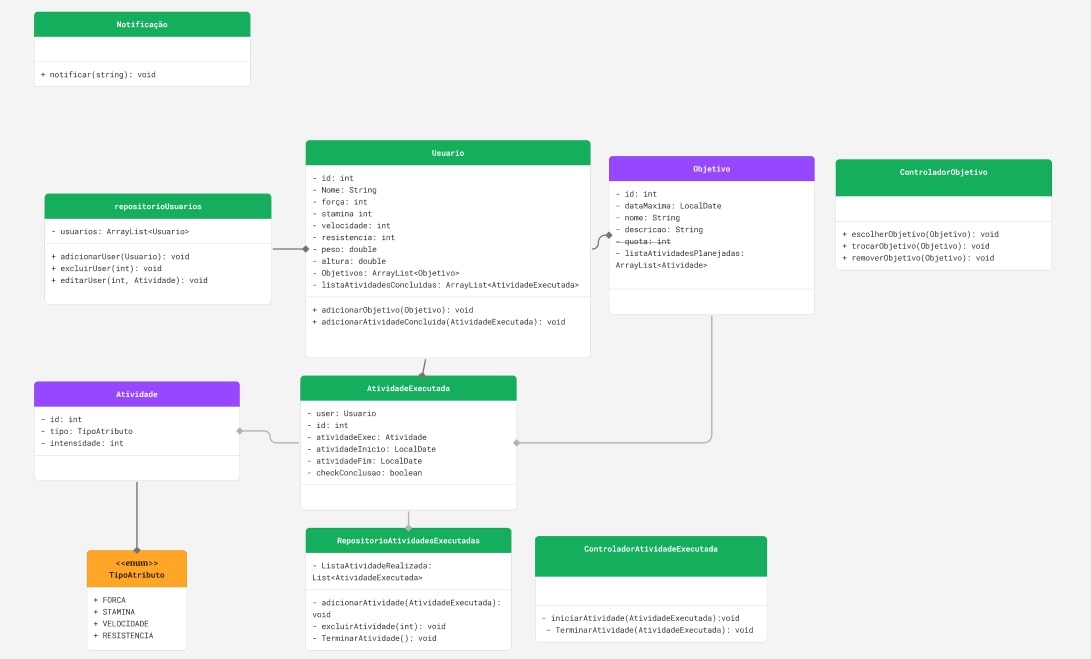 Notificação
+ notificar(string): void
Usuario
- id: int
- Nome: String
- força: int
- stamina int
- velocidade: int
- resistencia: int
- peso: double
- altura: double
- Objetivos: ArrayList<Objetivo>
- listaAtividadesConcluidas: ArrayList<AtividadeExecutada>
+ adicionarObjetivo(Objetivo): void
+ adicionarAtividadeConcluida(AtividadeExecutada): void
Objetivo
- id: int
- dataMaxima: LocalDate
- nome: String
- descricao: String
- quota: int
- listaAtividadesPlanejadas:
ArrayList<Atividade>
ControladorObjetivo
+ escolherObjetivo(Objetivo): void
+ trocarObjetivo(Objetivo): void
+ removerObjetivo(Objetivo): void
repositorioUsuarios
- usuarios: ArrayList<Usuario>
+ adicionarUser(Usuario): void
+ excluirUser(int): void
+ editarUser(int, Atividade): void
Atividade
- id: int
- tipo: TipoAtributo
- intensidade: int
AtividadeExecutada
- user: Usuario
- id: int
- atividadeExec: Atividade
- atividadeInicio: LocalDate
- atividadeFim: LocalDate
- checkConclusao: boolean
<<enum>>
TipoAtributo
+ FORCA
+ STAMINA
+ VELOCIDADE
+ RESISTENCIA
RepositorioAtividadesExecutadas
- ListaAtividadeRealizada:
List<AtividadeExecutada>
- adicionarAtividade(AtividadeExecutada):
void
- excluirAtividade(int): void
- TerminarAtividade(): void
ControladorAtividadeExecutada
- iniciarAtividade(AtividadeExecutada):void
- TerminarAtividade(AtividadeExecutada): void